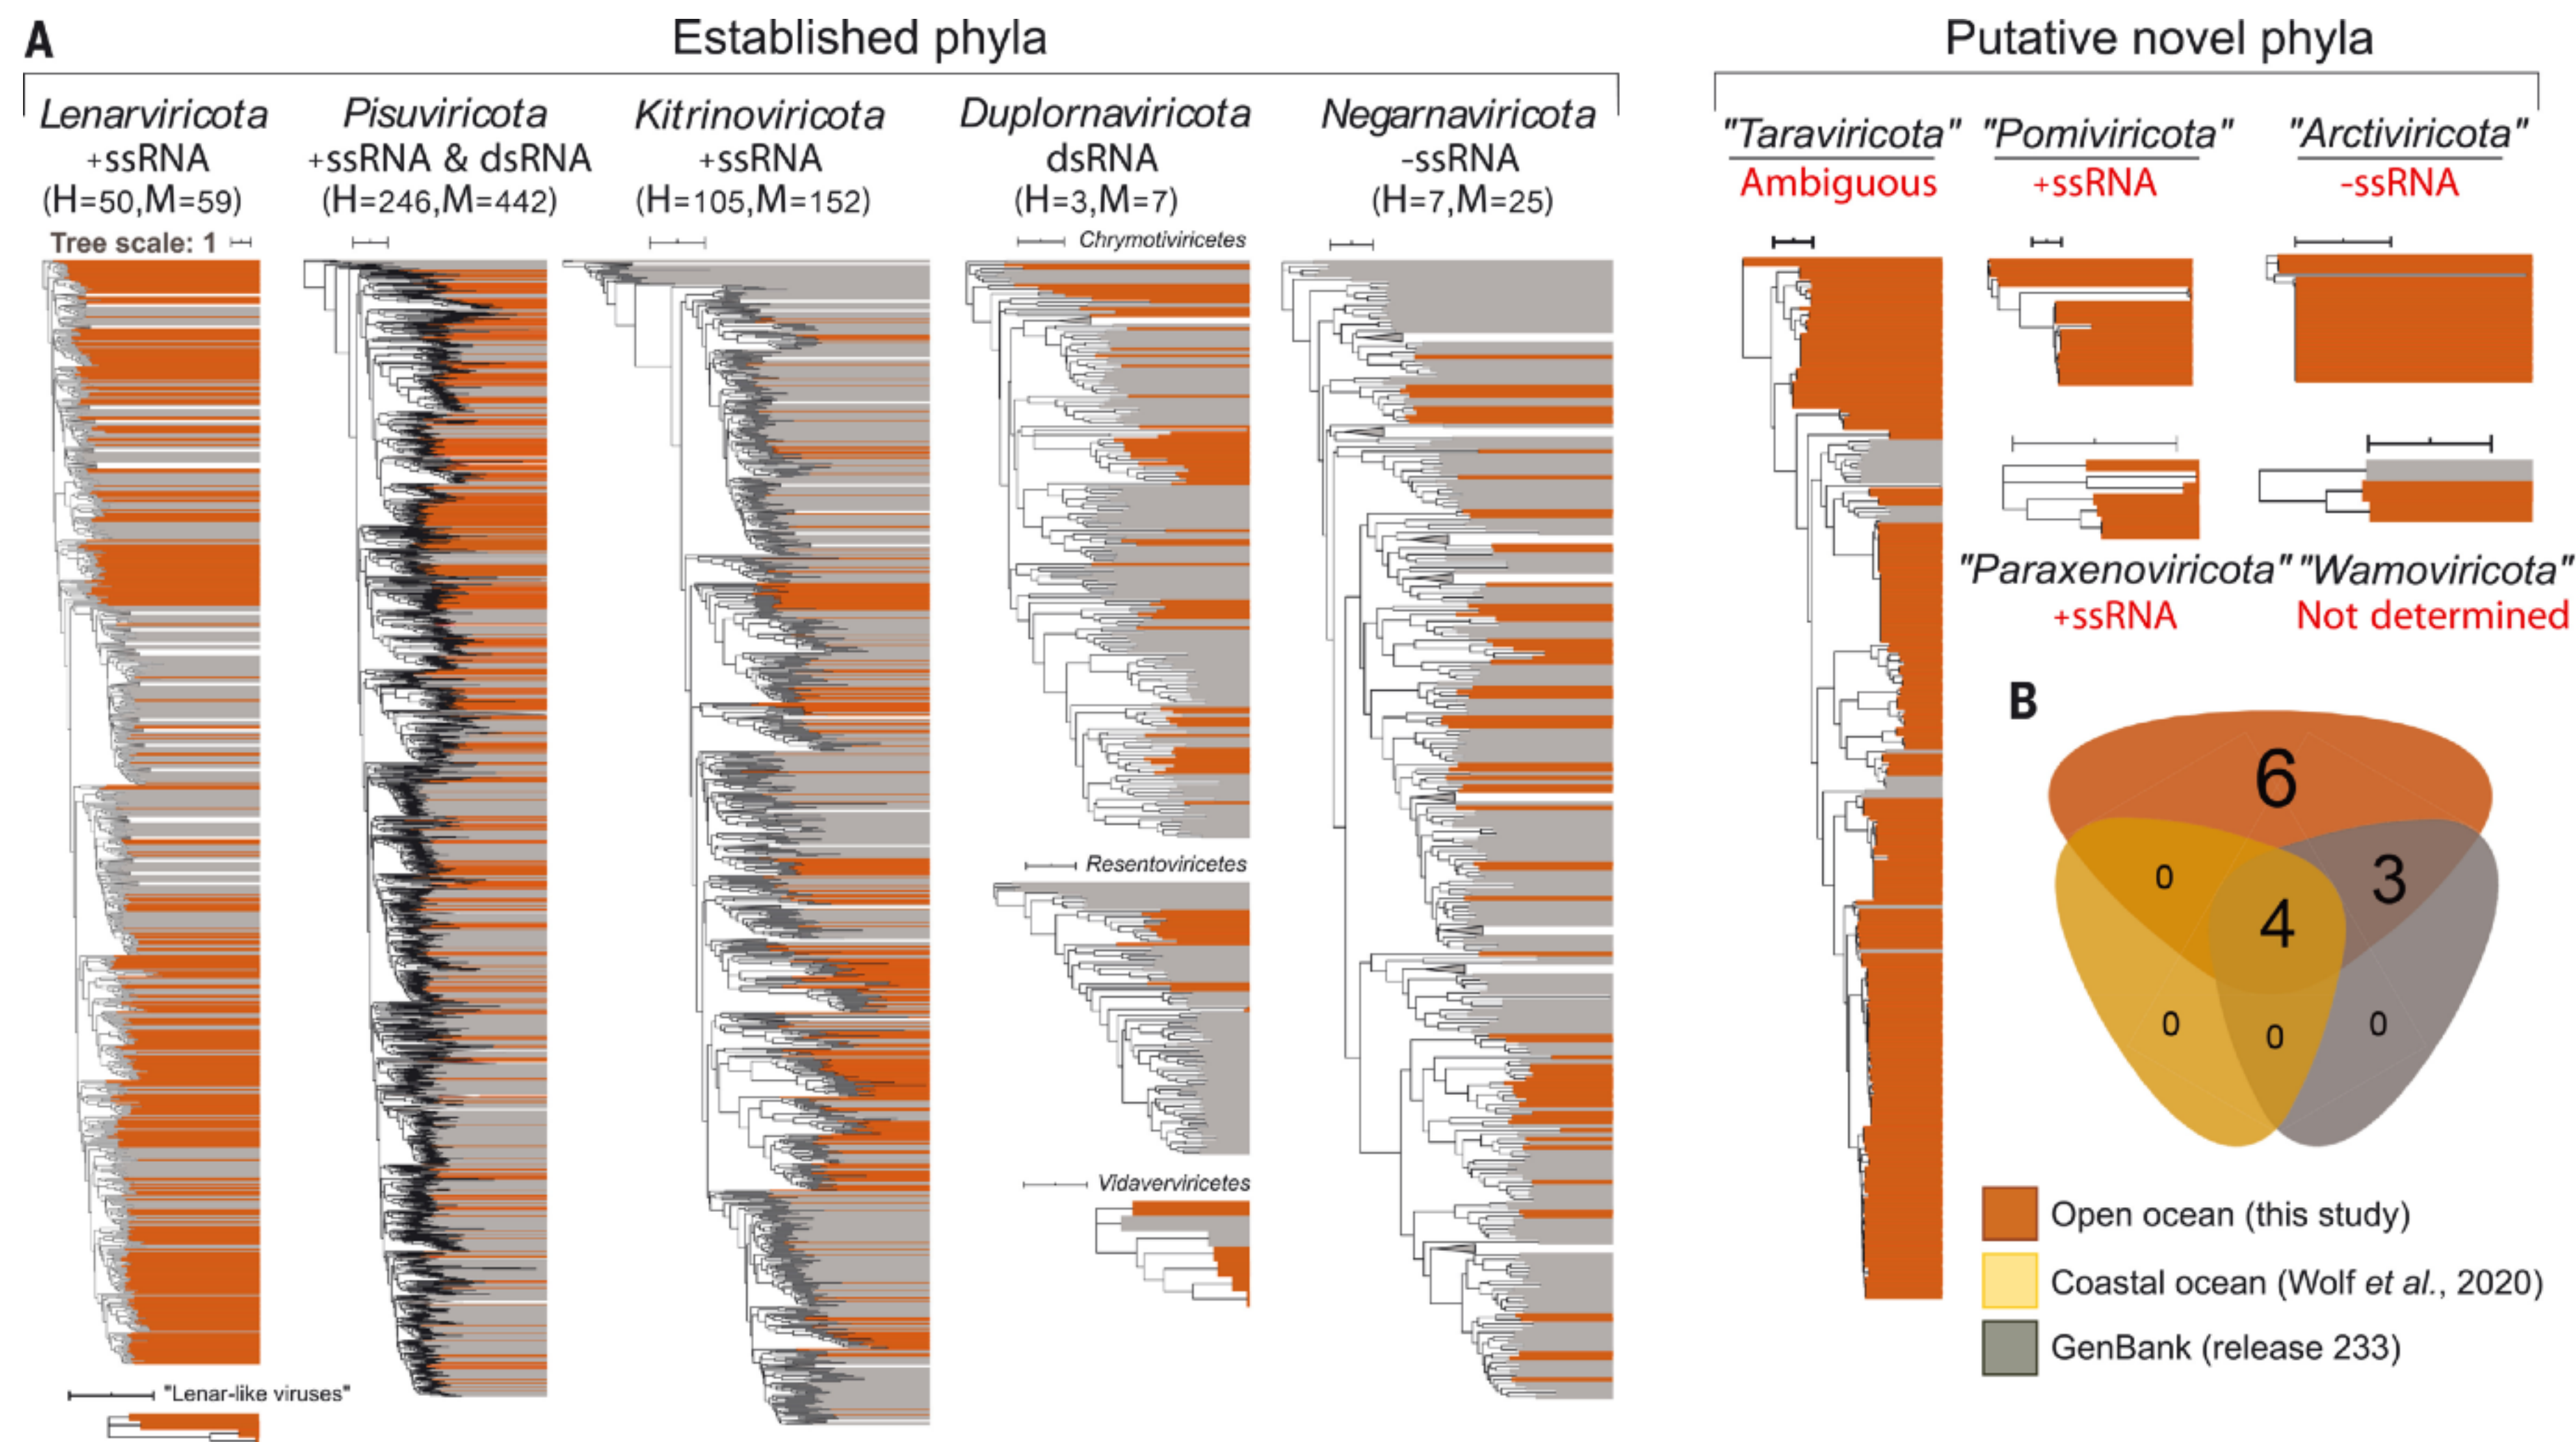 A
Established phyla
Putative novel phyla
Lenarviricota
+ssRNA
(H=50,M=59)
Tree scale: 1
Pisuviricota
+ssRNA & dsRNA
(H=246,M=442)
Kitrinoviricota
+ssRNA
(H=105,M=152)
Duplornaviricota
dsRNA
(H=3,M=7)
Chrymotiviricetes
Negarnaviricota
-ssRNA
(H=7,M=25)
"Taraviricota"
Ambiguous
"Pomiviricota"
+ssRNA
"Arctiviricota"
-ssRNA
"Paraxenoviricota"
+ssRNA
"Wamoviricota"
Not determined
Resentoviricetes
Vidaverviricetes
"Lenar-like viruses"
B
6
0
3
4
0
0
0
Open ocean (this study)
Coastal ocean (Wolf et al., 2020)
GenBank (release 233)